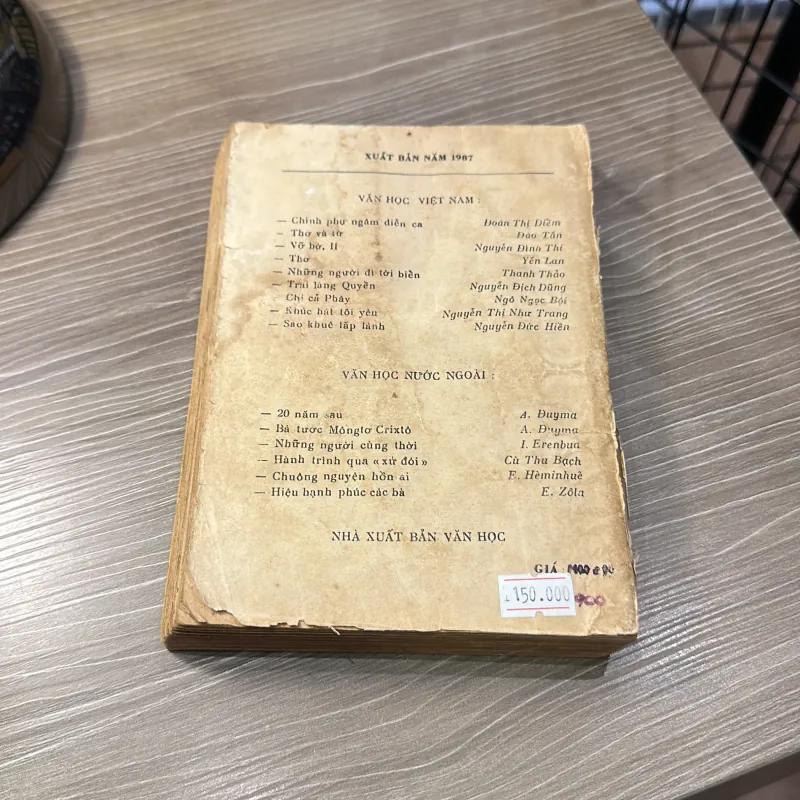 XUẤT BẢN NĂM 1987
VĂN HỌC VIỆT NAM :
— Chinh phụ ngâm diễn ca Đoàn Thị Điểm
— Thơ và từ Đào Tấn
— Vỡ bờ, II Nguyễn Đình Thi
— Thơ Yến Lan
— Những người đi tới biển Thanh Thảo
— Trại làng Quyền Nguyễn Địch Dũng
Chị cả Phây Ngô Ngọc Bội
— Khúc hát tôi yêu Nguyễn Thị Như Trang
— Sao khuê lấp lánh Nguyễn Đức Hiền
VĂN HỌC NƯỚC NGOÀI :
— 20 năm sau A. Đuyma
— Bá tước Môngtơ Crixtô A. Đuyma
— Những người cùng thời I. Erenbua
— Hành trình qua «xứ đói» Cù Thu Bạch
— Chuông nguyện hồn ai E. Hêminhuê
— Hiệu hạnh phúc các bà E. Zôla
NHÀ XUẤT BẢN VĂN HỌC
GIÁ
150.000
900